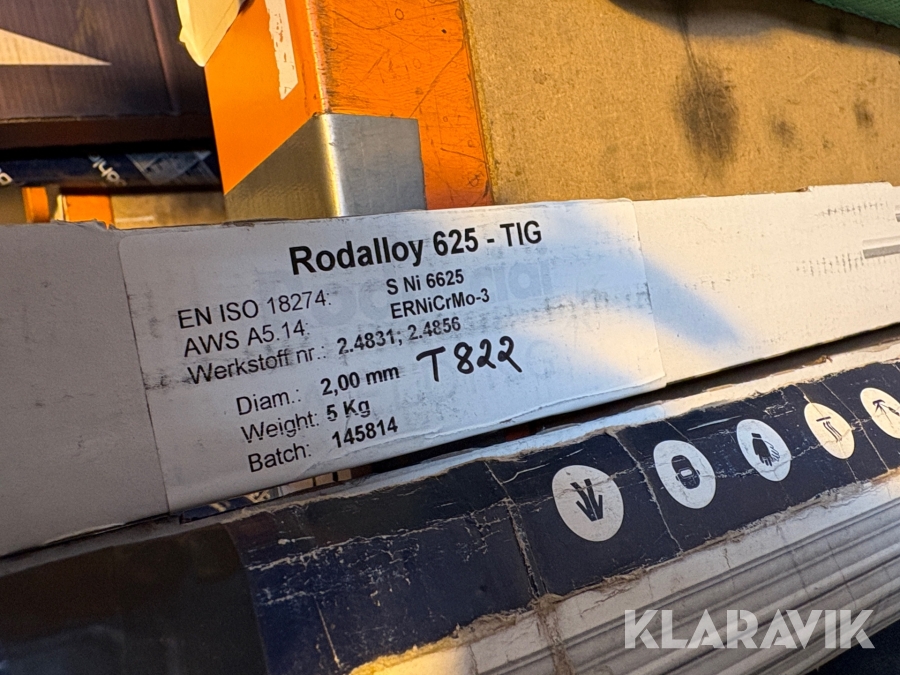 Rodalloy 625 - TIG
EN ISO 18274: S Ni 6625
AWS A5.14: ERNiCrMo-3
Werkstoff nr.: 2.4831; 2.4856
Diam.: 2,00 mm T822
Weight: 5 Kg
Batch: 145814
KLARAVIK